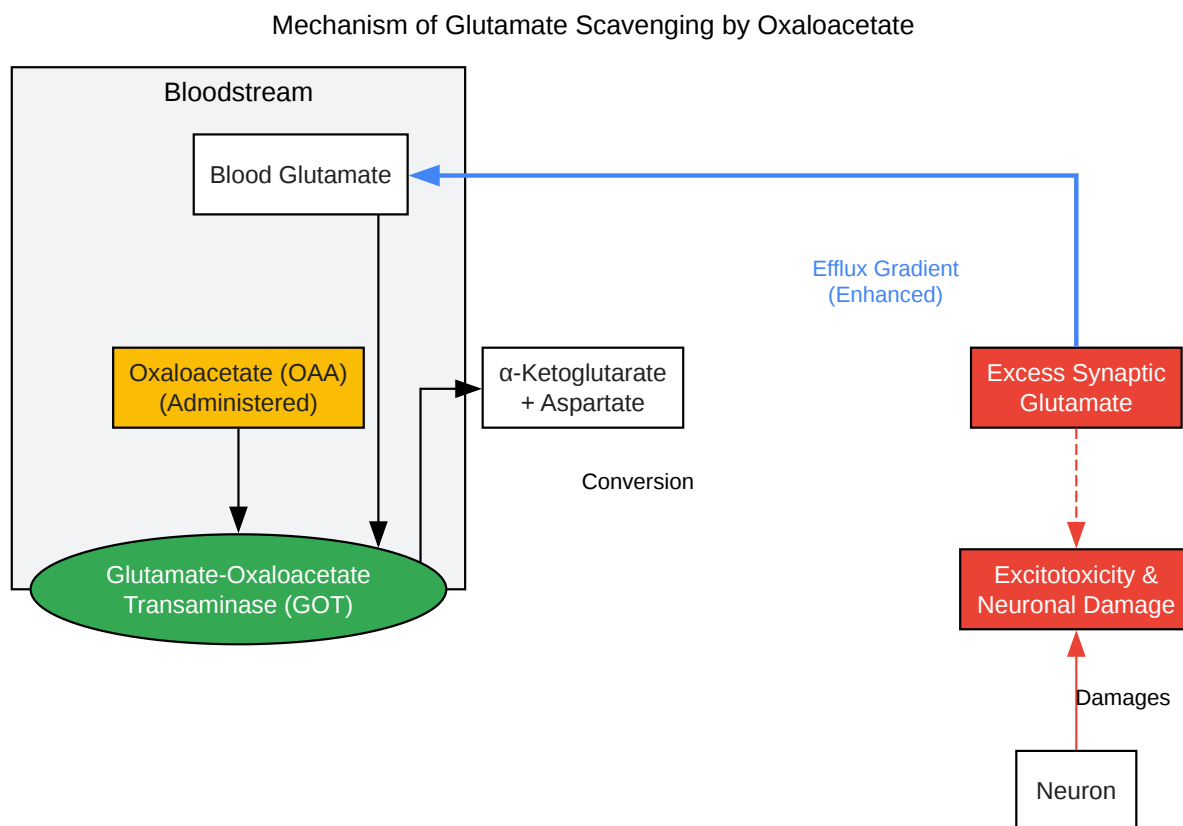 Mechanism of Glutamate Scavenging by Oxaloacetate
Bloodstream
Blood Glutamate
Efflux Gradient
(Enhanced)
Oxaloacetate (OAA)
(Administered)
α-Ketoglutarate
+ Aspartate
Excess Synaptic
Glutamate
Conversion
Glutamate-Oxaloacetate
Transaminase (GOT)
Excitotoxicity &
Neuronal Damage
Damages
Neuron